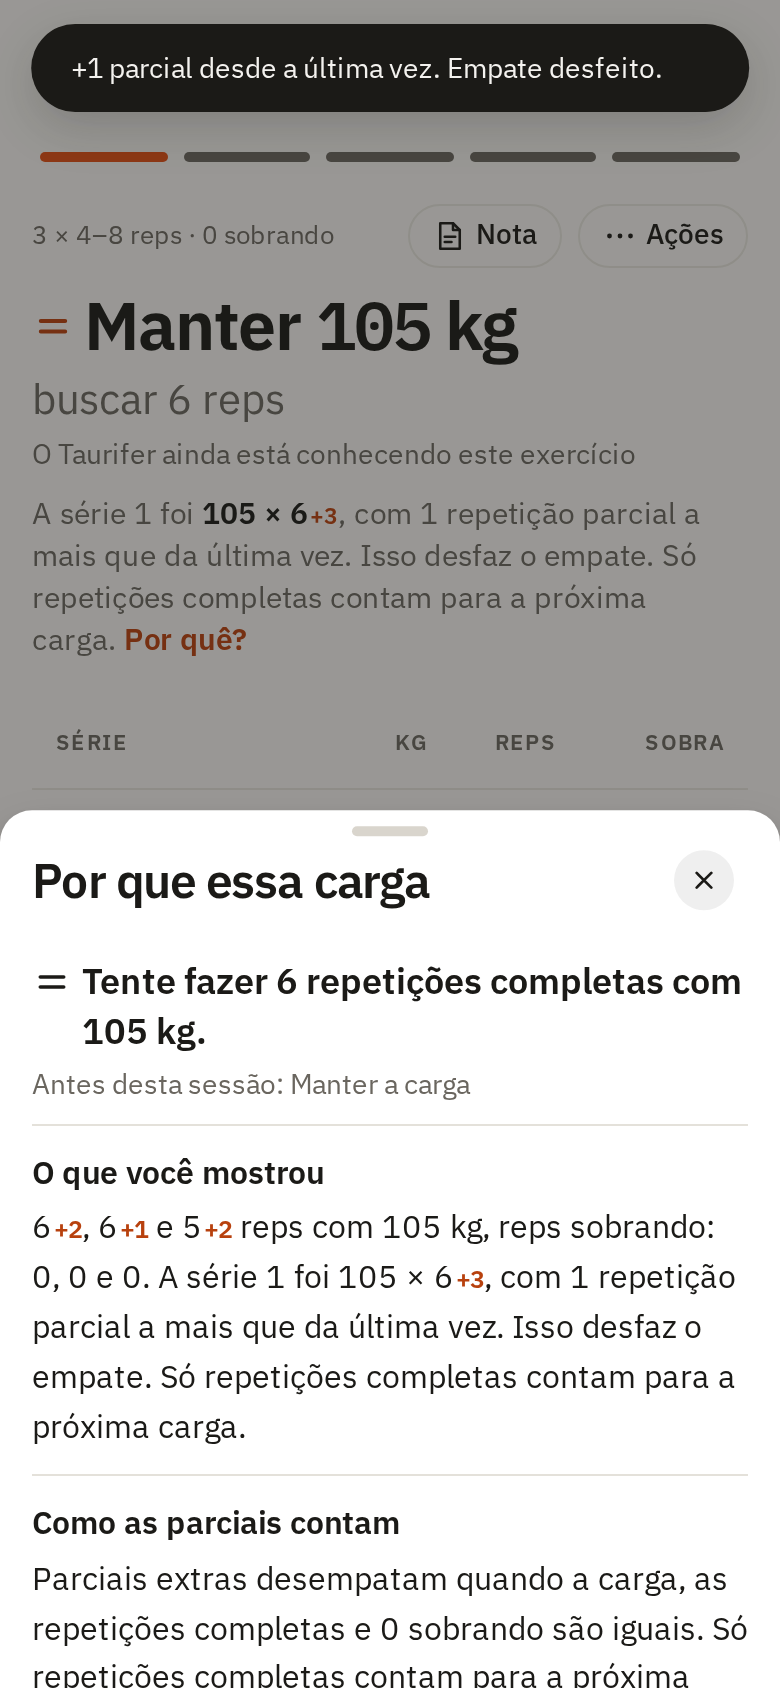 +1 parcial desde a última vez. Empate desfeito.
3 × 4–8 reps · 0 sobrando
Nota
Ações
= Manter 105 kg
buscar 6 reps
O Taurifer ainda está conhecendo este exercício
A série 1 foi 105 × 6+3, com 1 repetição parcial a
mais que da última vez. Isso desfaz o empate. Só
repetições completas contam para a próxima
carga. Por quê?
SÉRIE KG REPS SOBRA
Por que essa carga
= Tente fazer 6 repetições completas com
105 kg.
Antes desta sessão: Manter a carga
O que você mostrou
6+2, 6+1 e 5+2 reps com 105 kg, reps sobrando:
0, 0 e 0. A série 1 foi 105 × 6+3, com 1 repetição
parcial a mais que da última vez. Isso desfaz o
empate. Só repetições completas contam para a
próxima carga.
Como as parciais contam
Parciais extras desempatam quando a carga, as
repetições completas e 0 sobrando são iguais. Só
repetições completas contam para a próxima